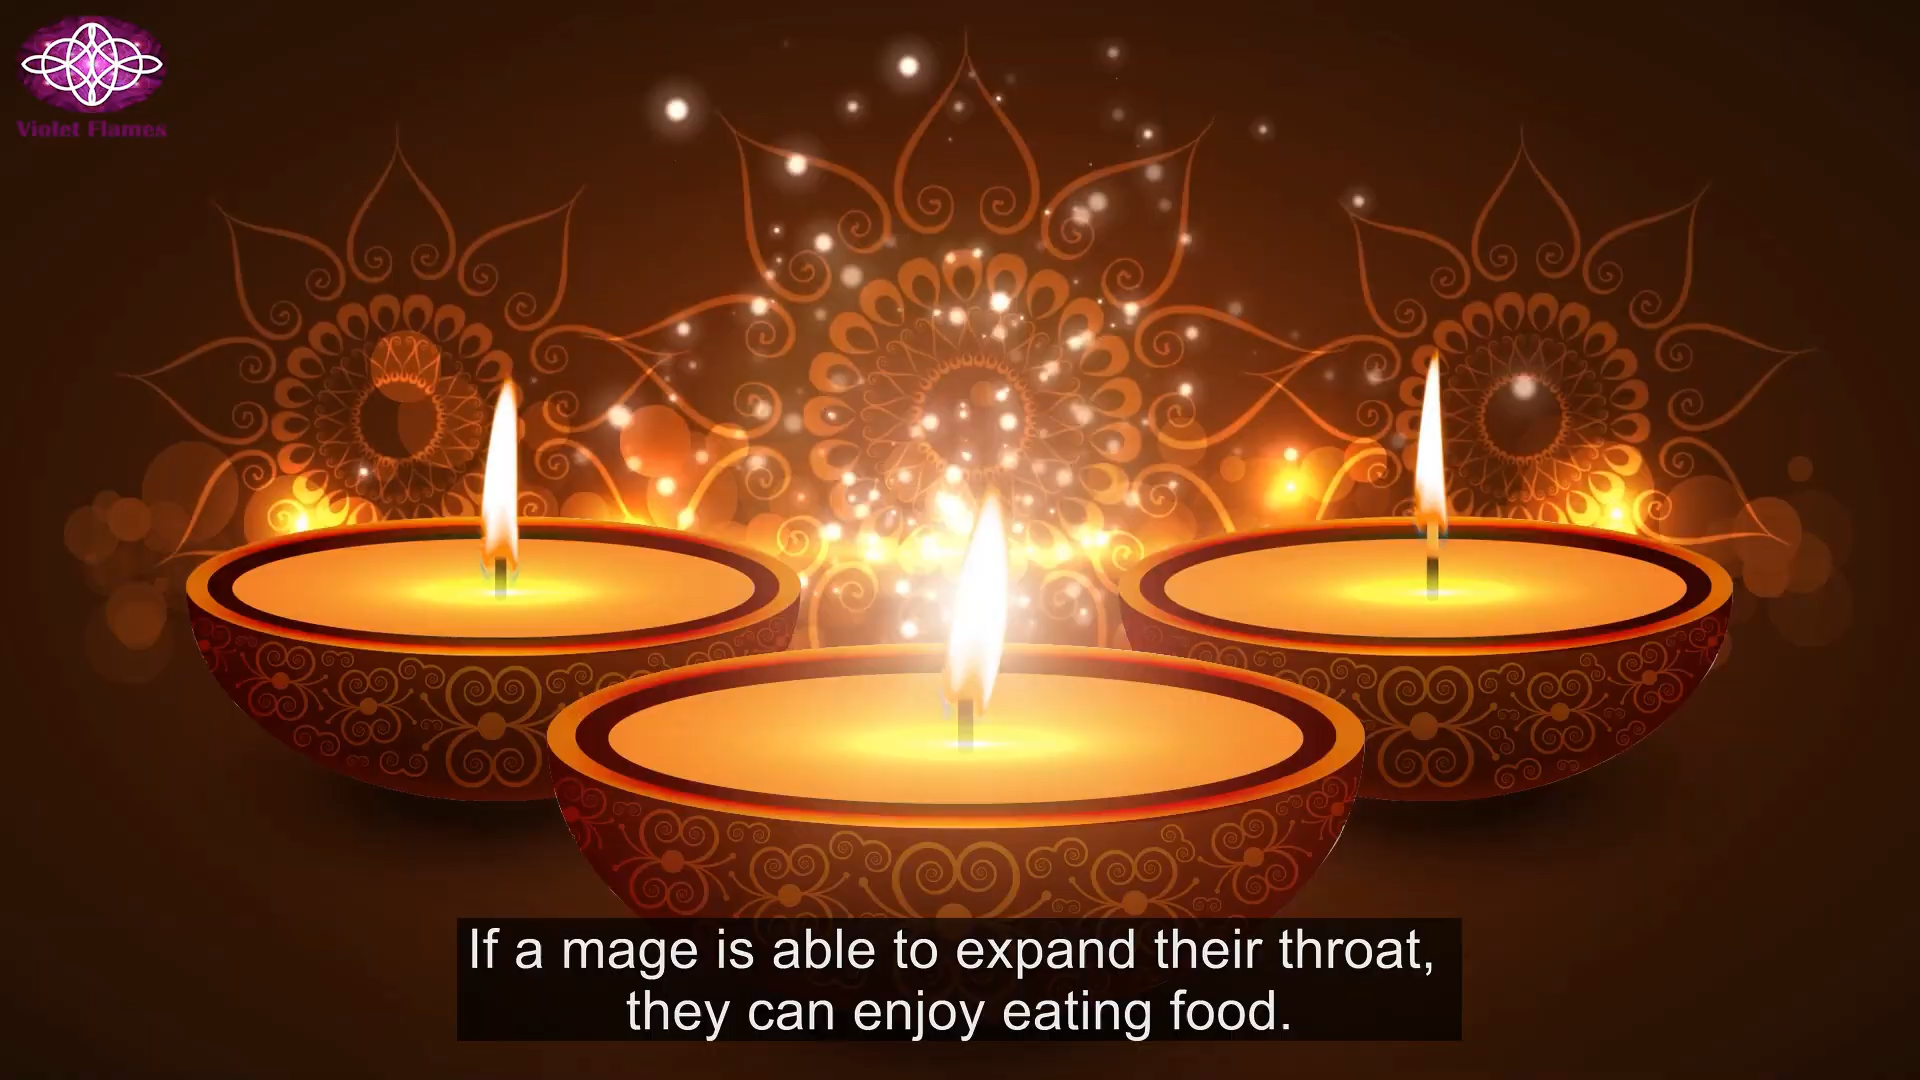 Violet Flames
If a mage is able to expand their throat,
they can enjoy eating food.